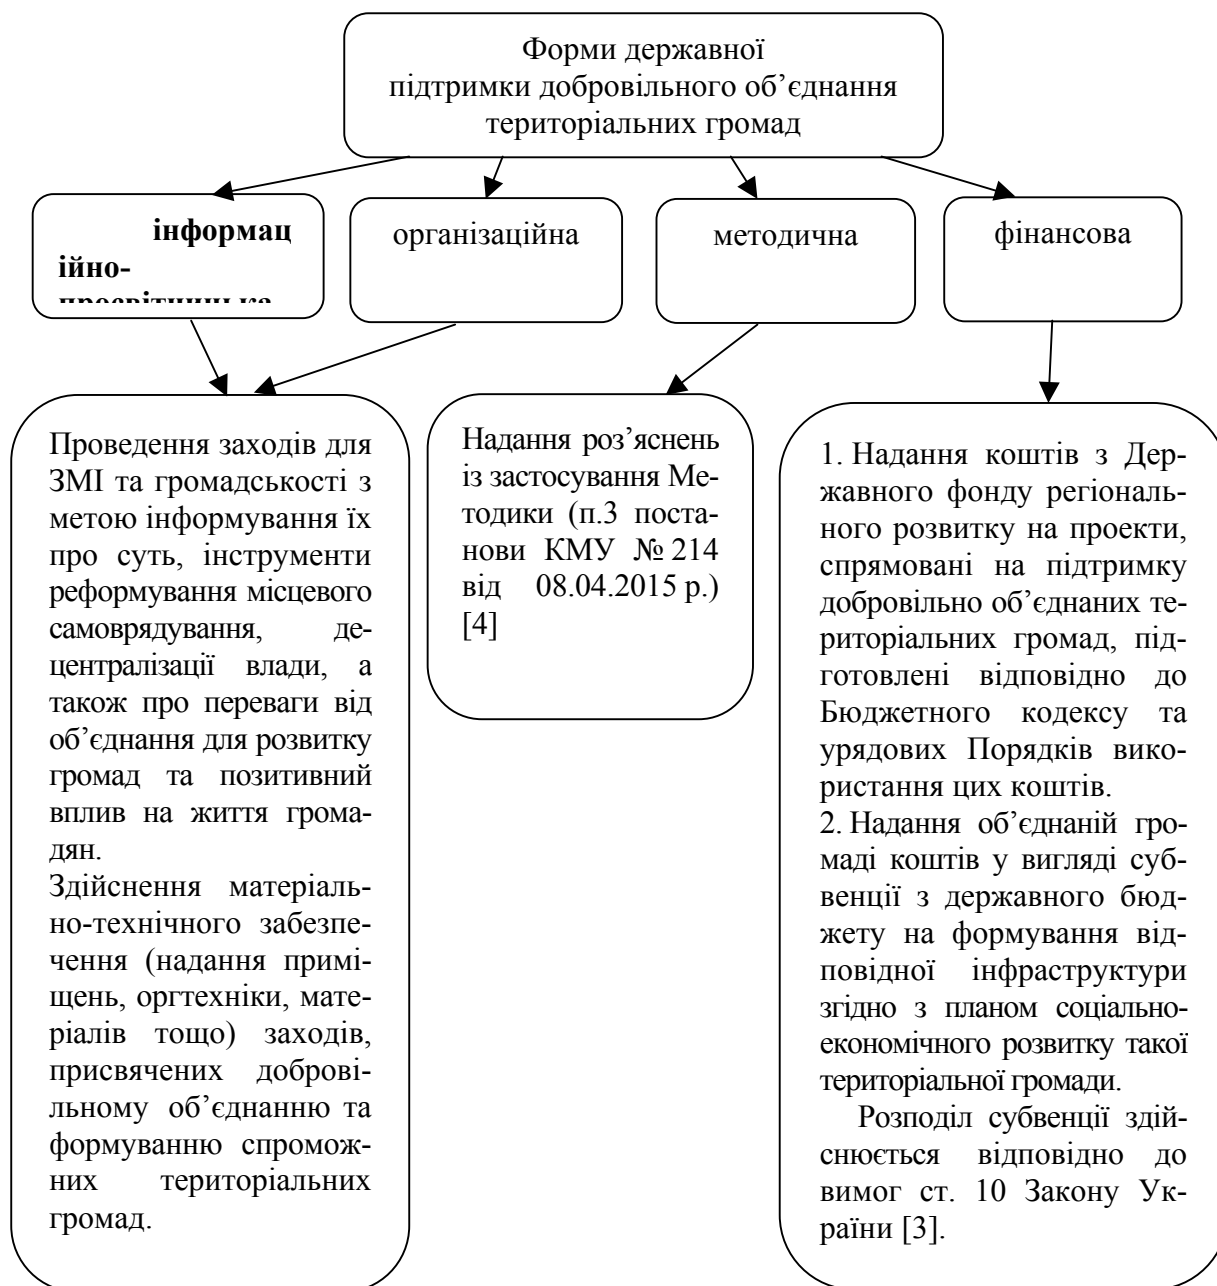 Форми державної
підтримки добровільного об’єднання
територіальних громад
інформац
ійно-
просвітницька
організаційна
методична
фінансова
Проведення заходів для
ЗМІ та громадськості з
метою інформування їх
про суть, інструменти
реформування місцевого
самоврядування, де-
централізації влади, а
також про переваги від
об’єднання для розвитку
громад та позитивний
вплив на життя грома-
дян.
Здійснення матеріаль-
но-технічного забезпе-
чення (надання примі-
щень, оргтехніки, мате-
ріалів тощо) заходів,
присвячених доброві-
льному об’єднанню та
формуванню спромож-
них територіальних
громад.
Надання роз’яснень
із застосування Ме-
тодики (п.3 поста-
нови КМУ № 214
від 08.04.2015 р.)
[4]
1. Надання коштів з Дер-
жавного фонду регіональ-
ного розвитку на проекти,
спрямовані на підтримку
добровільно об’єднаних те-
риторіальних громад, під-
готовлені відповідно до
Бюджетного кодексу та
урядових Порядків вико-
ристання цих коштів.
2. Надання об’єднаній гро-
маді коштів у вигляді суб-
венції з державного бюд-
жету на формування від-
повідної інфраструктури
згідно з планом соціально-
економічного розвитку такої
територіальної громади.
Розподіл субвенції здій-
снюється відповідно до
вимог ст. 10 Закону Ук-
раїни [3].